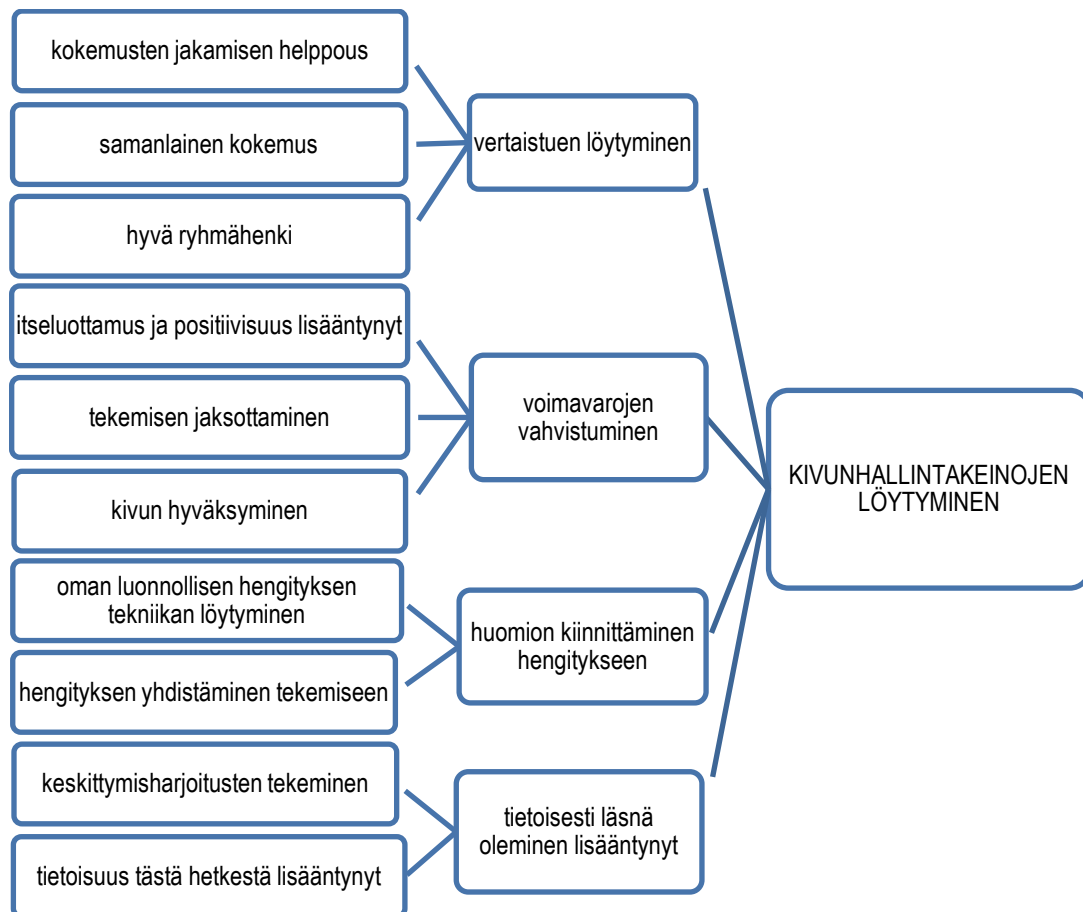 kokemusten jakamisen helppous
samanlainen kokemus
hyvä ryhmähenki
vertaistuen löytyminen
itseluottamus ja positiivisuus lisääntynyt
tekemisen jaksottaminen
kivun hyväksyminen
voimavarojen
vahvistuminen
oman luonnollisen hengityksen
tekniikan löytyminen
hengityksen yhdistäminen tekemiseen
huomion kiinnittäminen
hengitykseen
keskittymisharjoitusten tekeminen
tietoisuus tästä hetkestä lisääntynyt
tietoisesti läsnä
oleminen lisääntynyt
KIVUNHALLINTAKEINOJEN
LÖYTYMINEN